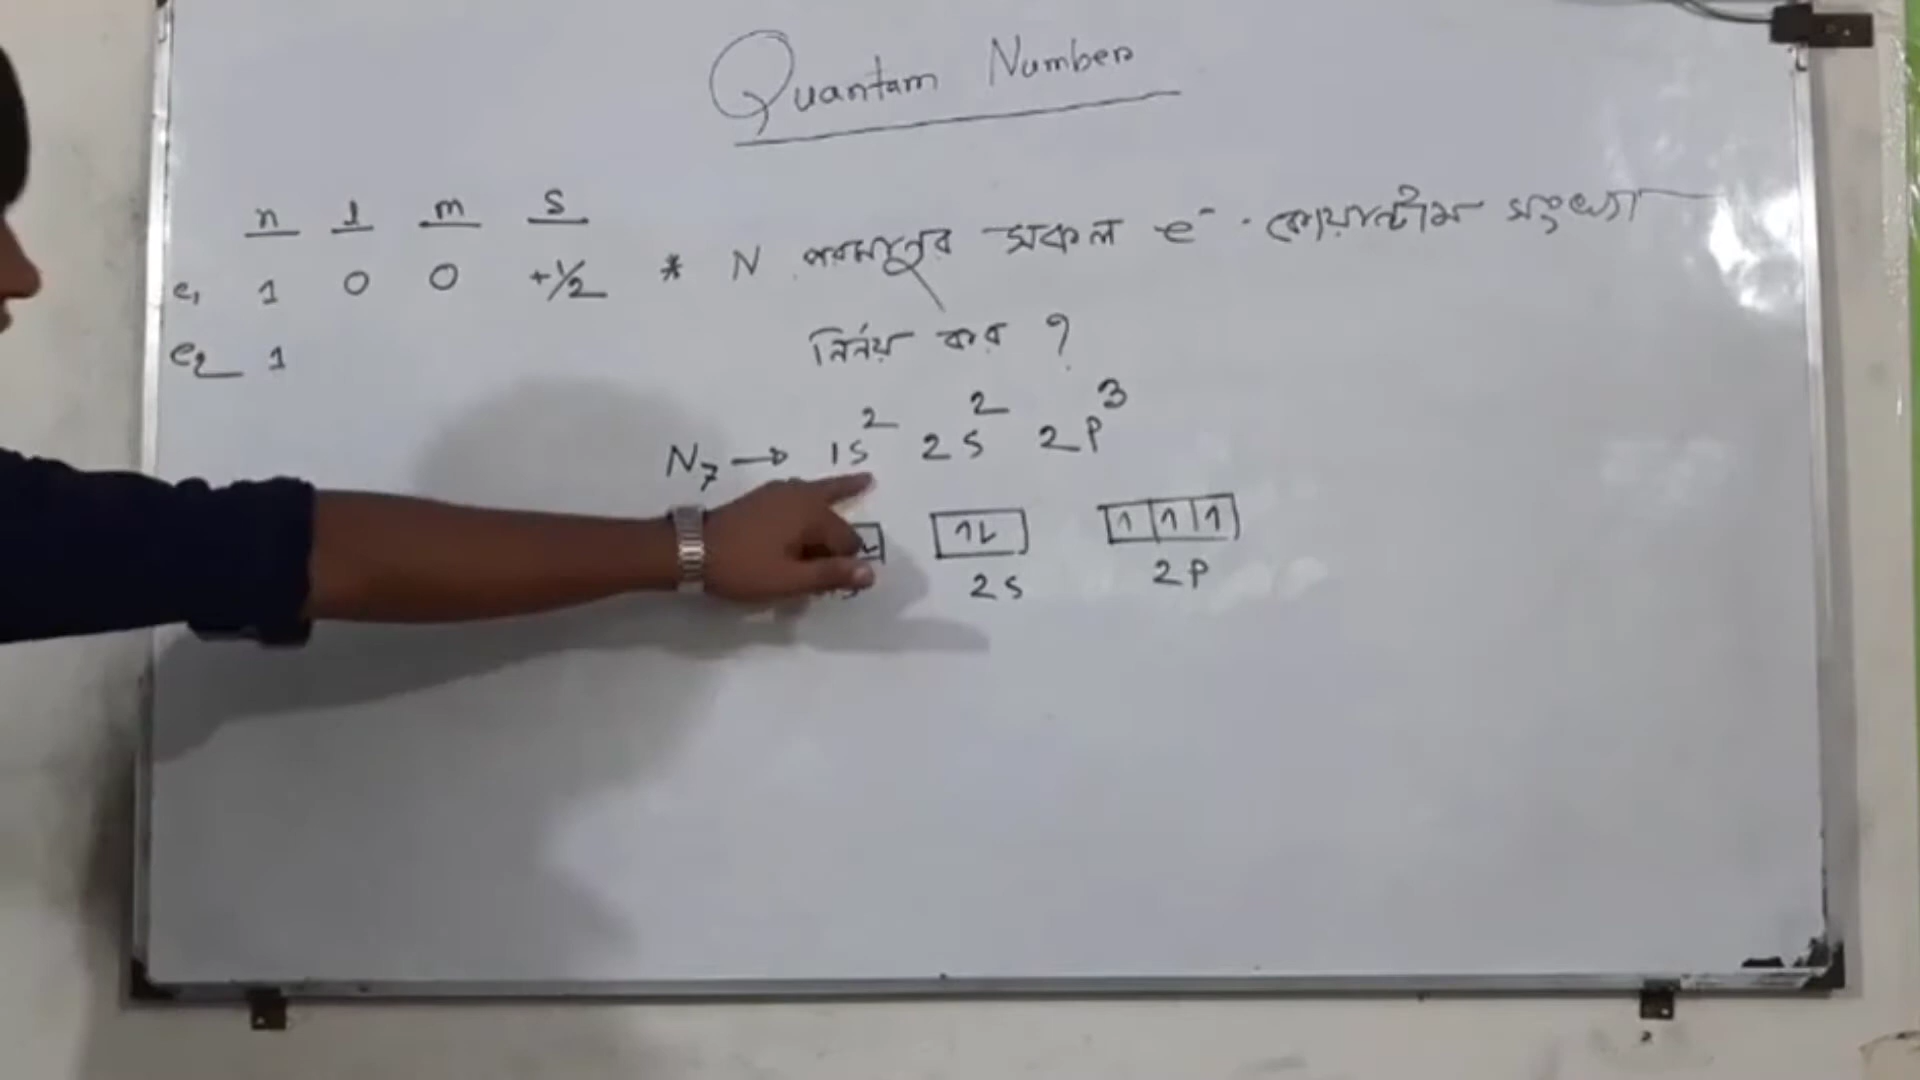 Quantam Number
n l m s
e₁ 1 0 0 +1/2
e₂ 1
* N পরমাণুর সকল e⁻ কোয়ান্টাম সংখ্যা
নির্নয় কর ?
N₇ → 1s² 2s² 2p³
↿⇂ ↿ ↿ ↿
2s 2p